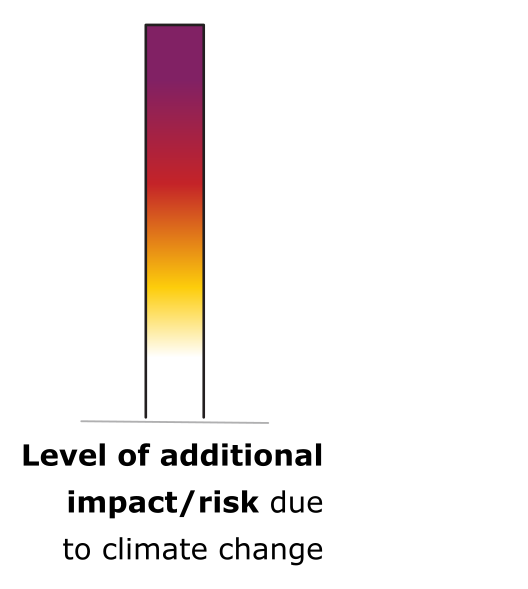 Level of additional
impact/risk due
to climate change